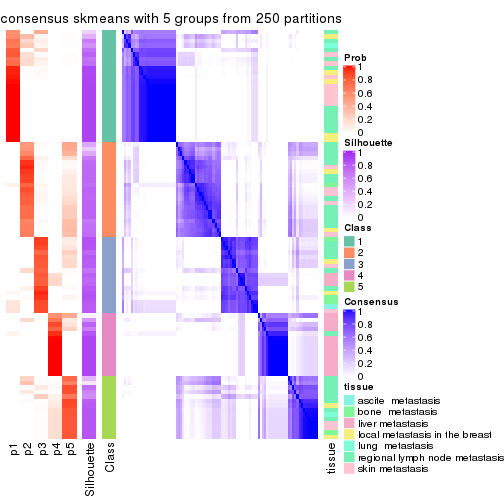 consensus skmeans with 5 groups from 250 partitions
Prob
1
0.8
0.6
0.4
0.2
0
Silhouette
1
0.8
0.6
0.4
0.2
0
Class
1
2
3
4
5
Consensus
1
0.8
0.6
0.4
0.2
0
tissue
ascite metastasis
bone metastasis
liver metastasis
local metastasis in the breast
lung metastasis
regional lymph node metastasis
skin metastasis
p1
p2
p3
p4
p5
Silhouette
Class
tissue